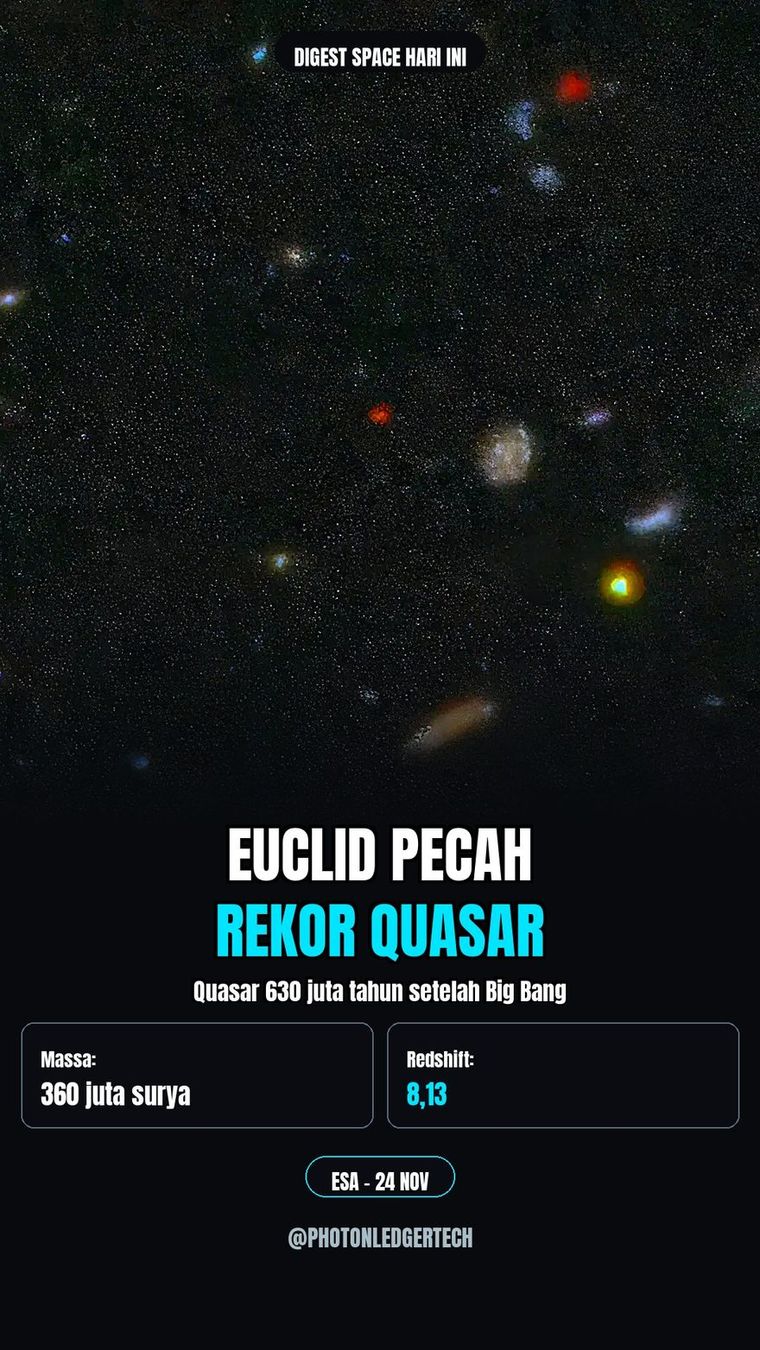 DIGEST SPACE HARI INI
EUCLID PECAH
REKOR QUASAR
Quasar 630 juta tahun setelah Big Bang
Massa:
360 juta surya
Redshift:
8,13
ESA - 24 NOV
@PHOTONLEDGERTECH